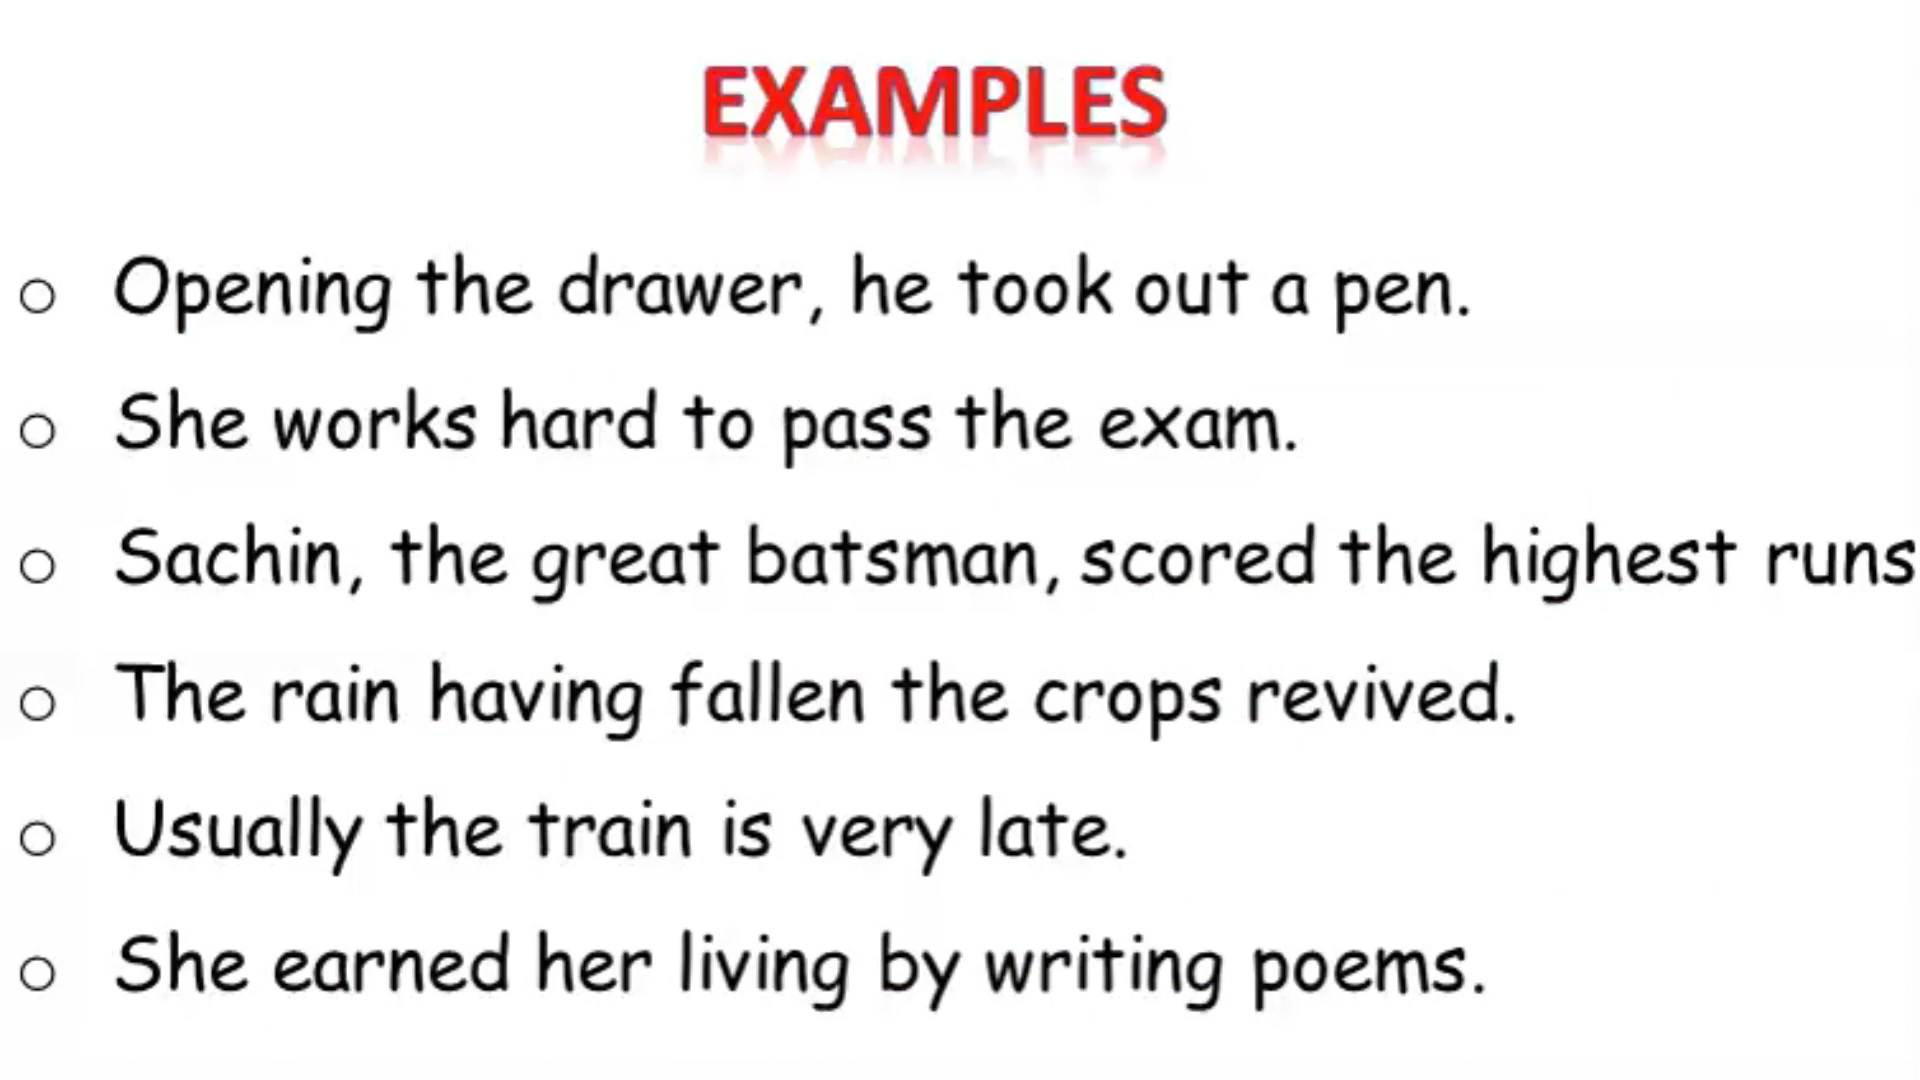 EXAMPLES
Opening the drawer, he took out a pen.
She works hard to pass the exam.
Sachin, the great batsman, scored the highest runs
The rain having fallen the crops revived.
Usually the train is very late.
She earned her living by writing poems.